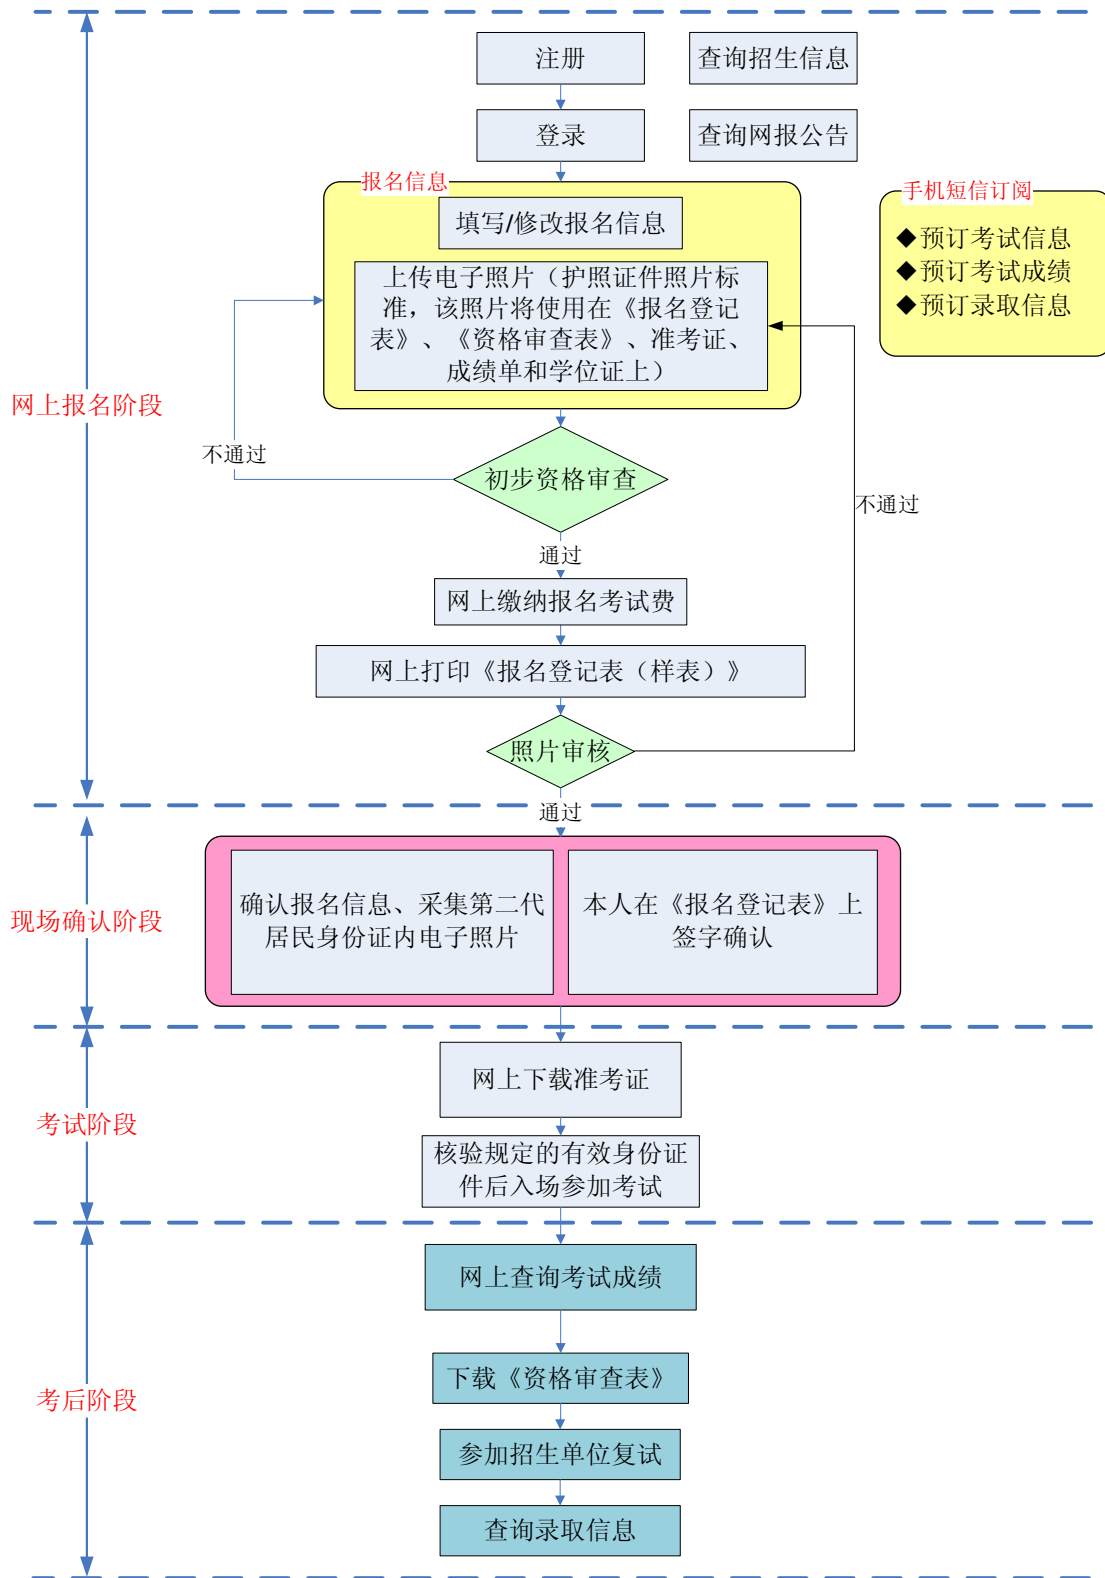 注册
查询招生信息
登录
查询网报公告
报名信息
填写/修改报名信息
上传电子照片（护照证件照片标
准，该照片将使用在《报名登记
表》、《资格审查表》、准考证、
成绩单和学位证上）
手机短信订阅
◆预订考试信息
◆预订考试成绩
◆预订录取信息
网上报名阶段
不通过
初步资格审查
不通过
通过
网上缴纳报名考试费
网上打印《报名登记表（样表）》
照片审核
通过
现场确认阶段
确认报名信息、采集第二代
居民身份证内电子照片
本人在《报名登记表》上
签字确认
考试阶段
网上下载准考证
核验规定的有效身份证
件后入场参加考试
考后阶段
网上查询考试成绩
下载《资格审查表》
参加招生单位复试
查询录取信息